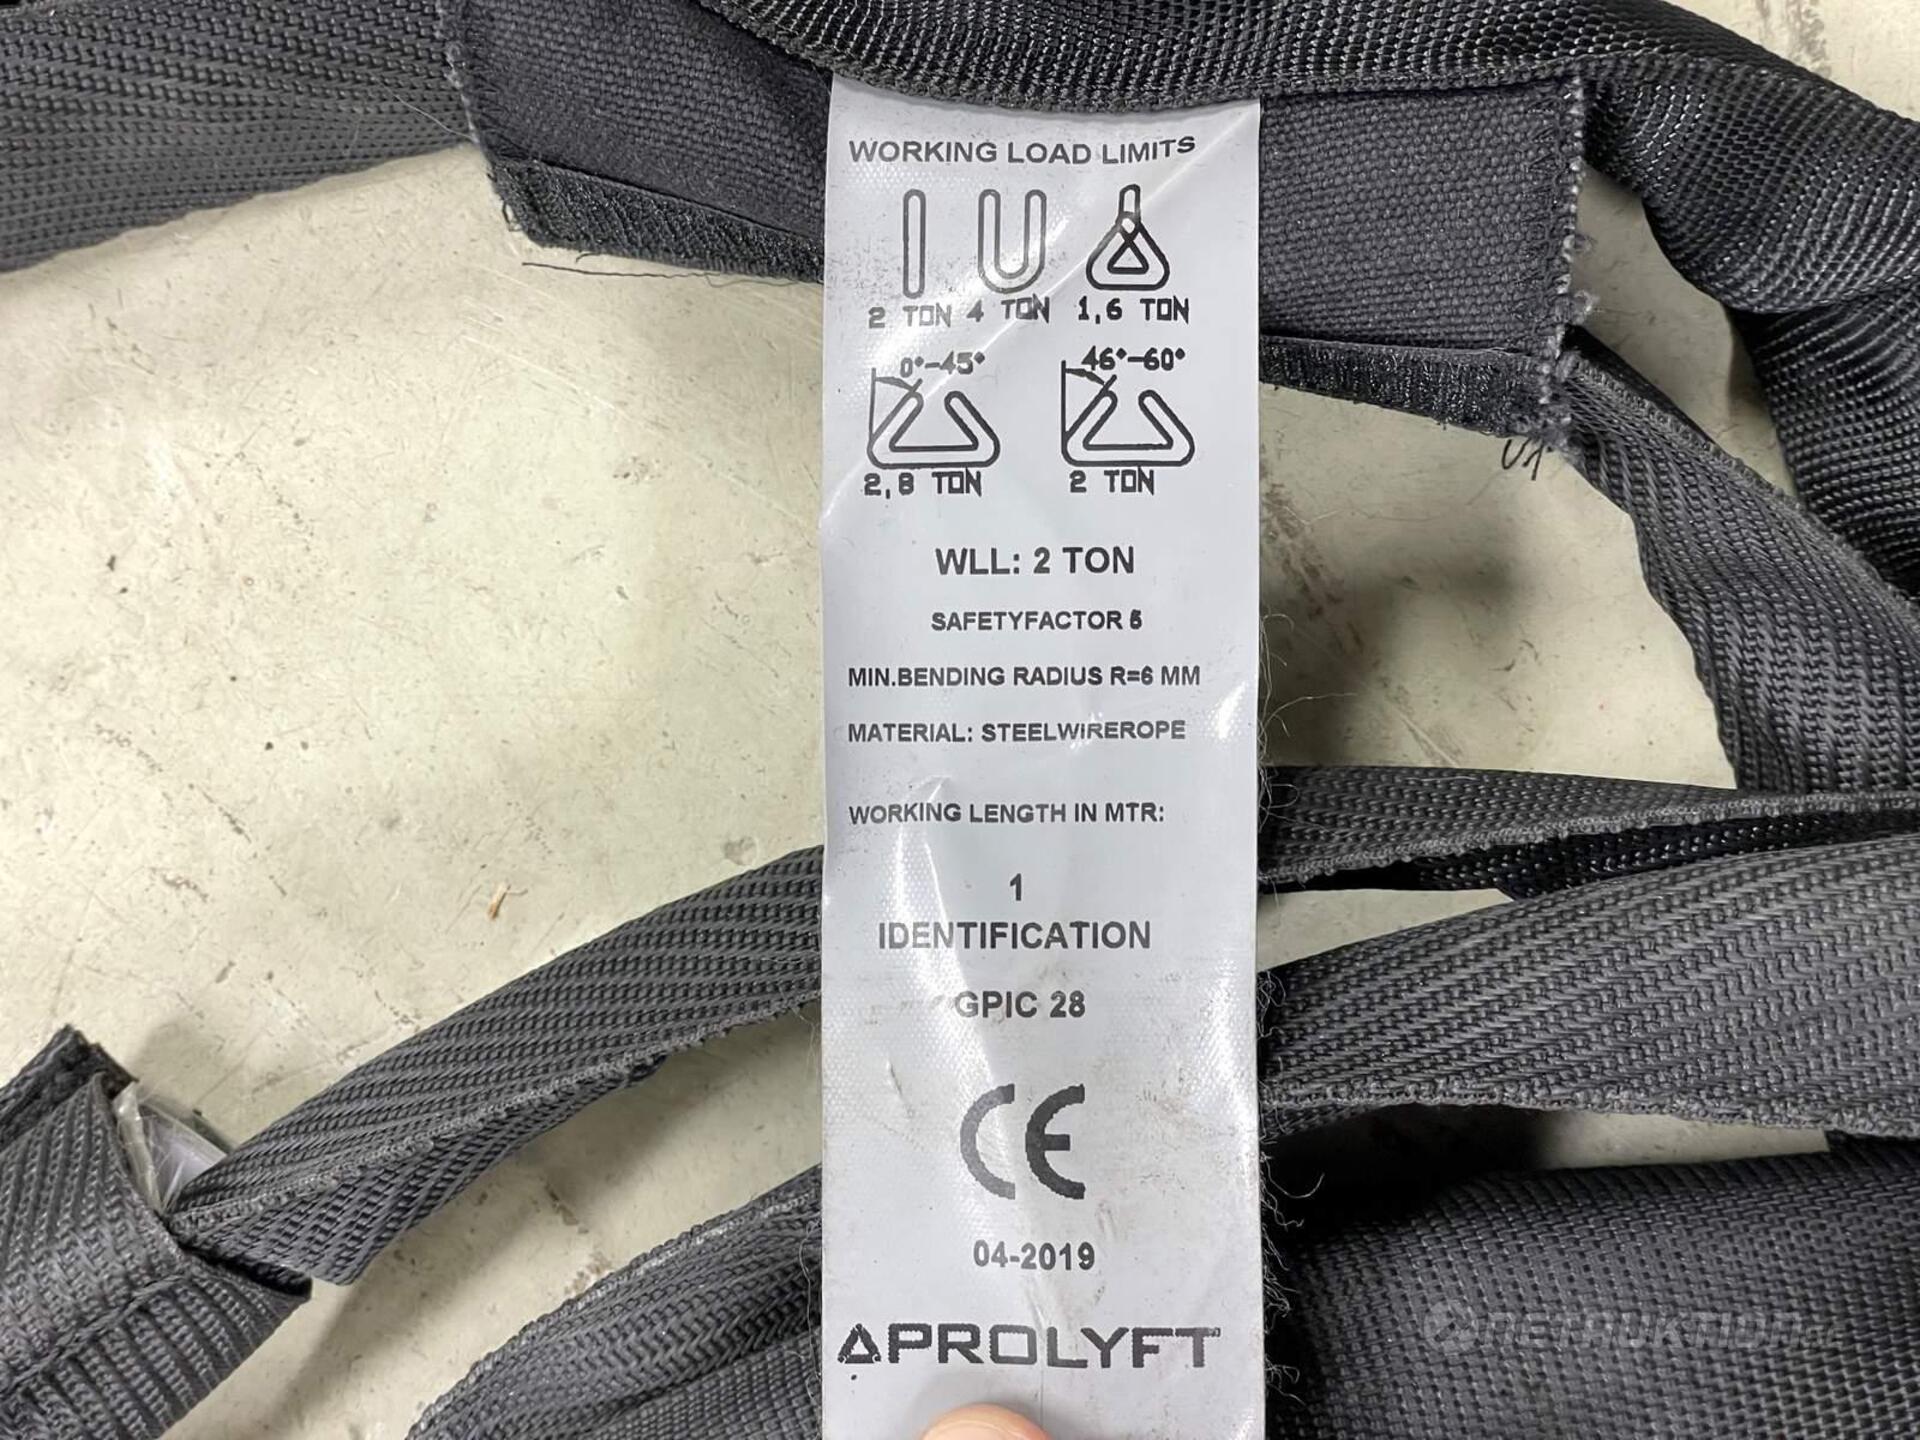 WORKING LOAD LIMITS
2 TON 4 TON 1,6 TON
0°-45° 46°-60°
2,8 TON 2 TON
WLL: 2 TON
SAFETYFACTOR 5
MIN.BENDING RADIUS R=6 MM
MATERIAL: STEELWIREROPE
WORKING LENGTH IN MTR:
1
IDENTIFICATION
GPIC 28
CE
04-2019
PROLYFT